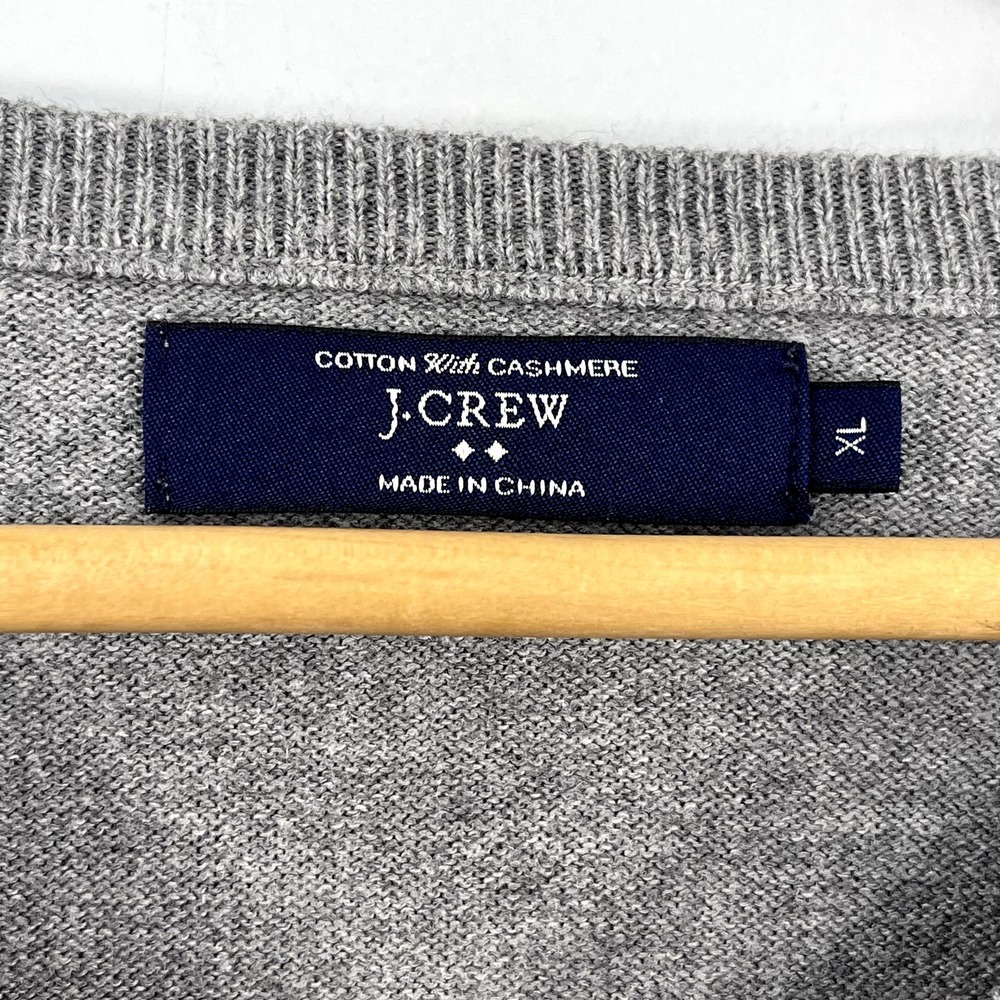 COTTON With CASHMERE
J.CREW
MADE IN CHINA
XL